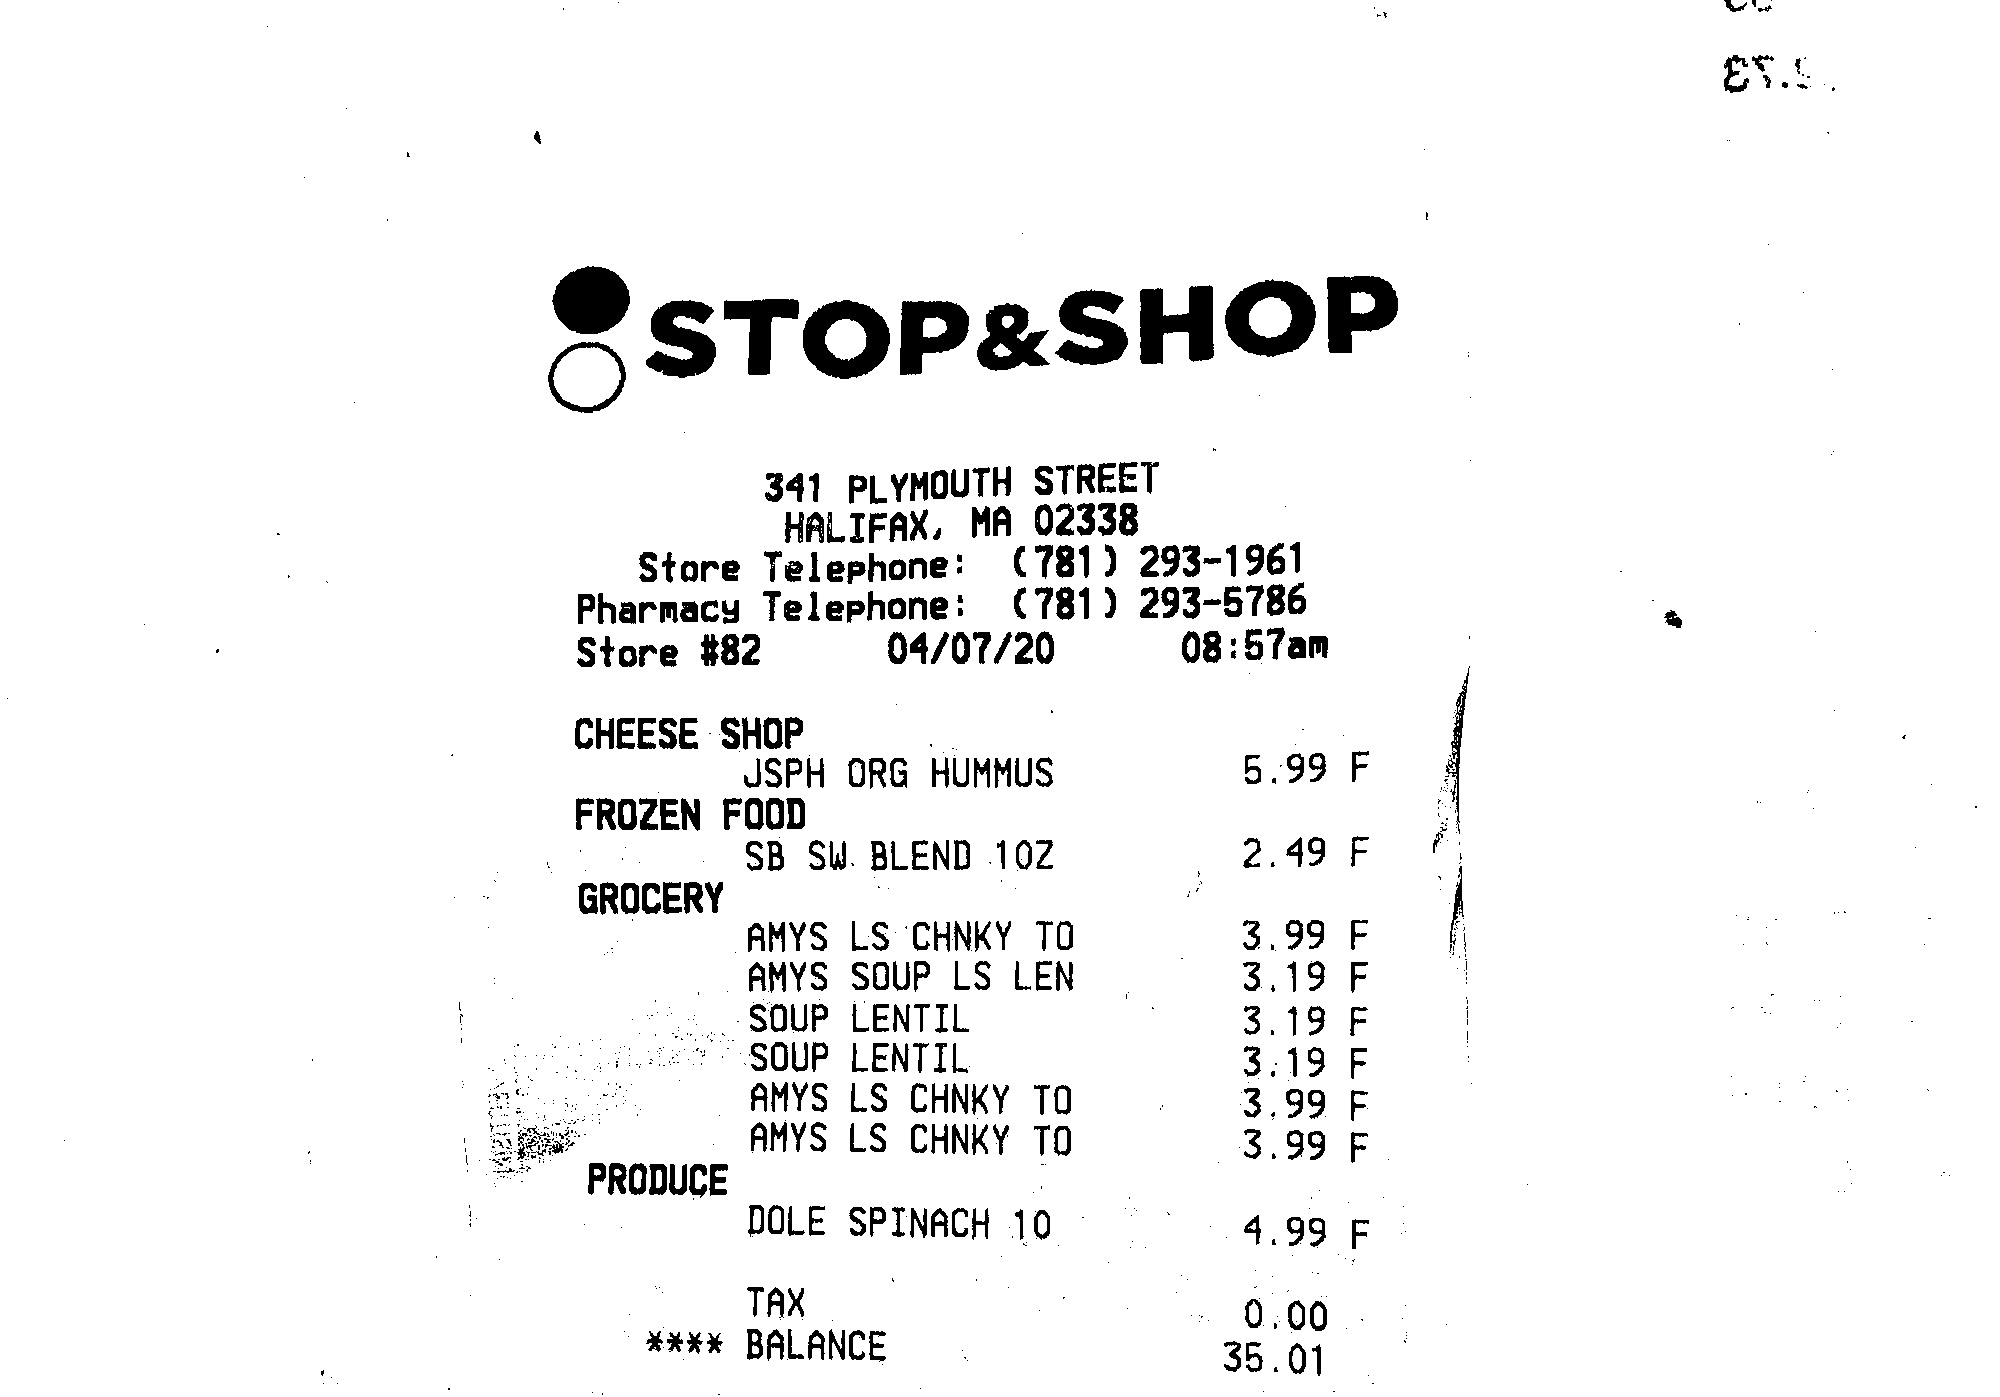 STOP&SHOP
341 PLYMOUTH STREET
HALIFAX, MA 02338
Store Telephone: (781) 293-1961
Pharmacy Telephone: (781) 293-5786
Store #82 04/07/20 08:57am
CHEESE SHOP
JSPH ORG HUMMUS 5.99 F
FROZEN FOOD
SB SW BLEND 10Z 2.49 F
GROCERY
AMYS LS CHNKY TO 3.99 F
AMYS SOUP LS LEN 3.19 F
SOUP LENTIL 3.19 F
SOUP LENTIL 3.19 F
AMYS LS CHNKY TO 3.99 F
AMYS LS CHNKY TO 3.99 F
PRODUCE
DOLE SPINACH 10 4.99 F
TAX 0.00
**** BALANCE 35.01